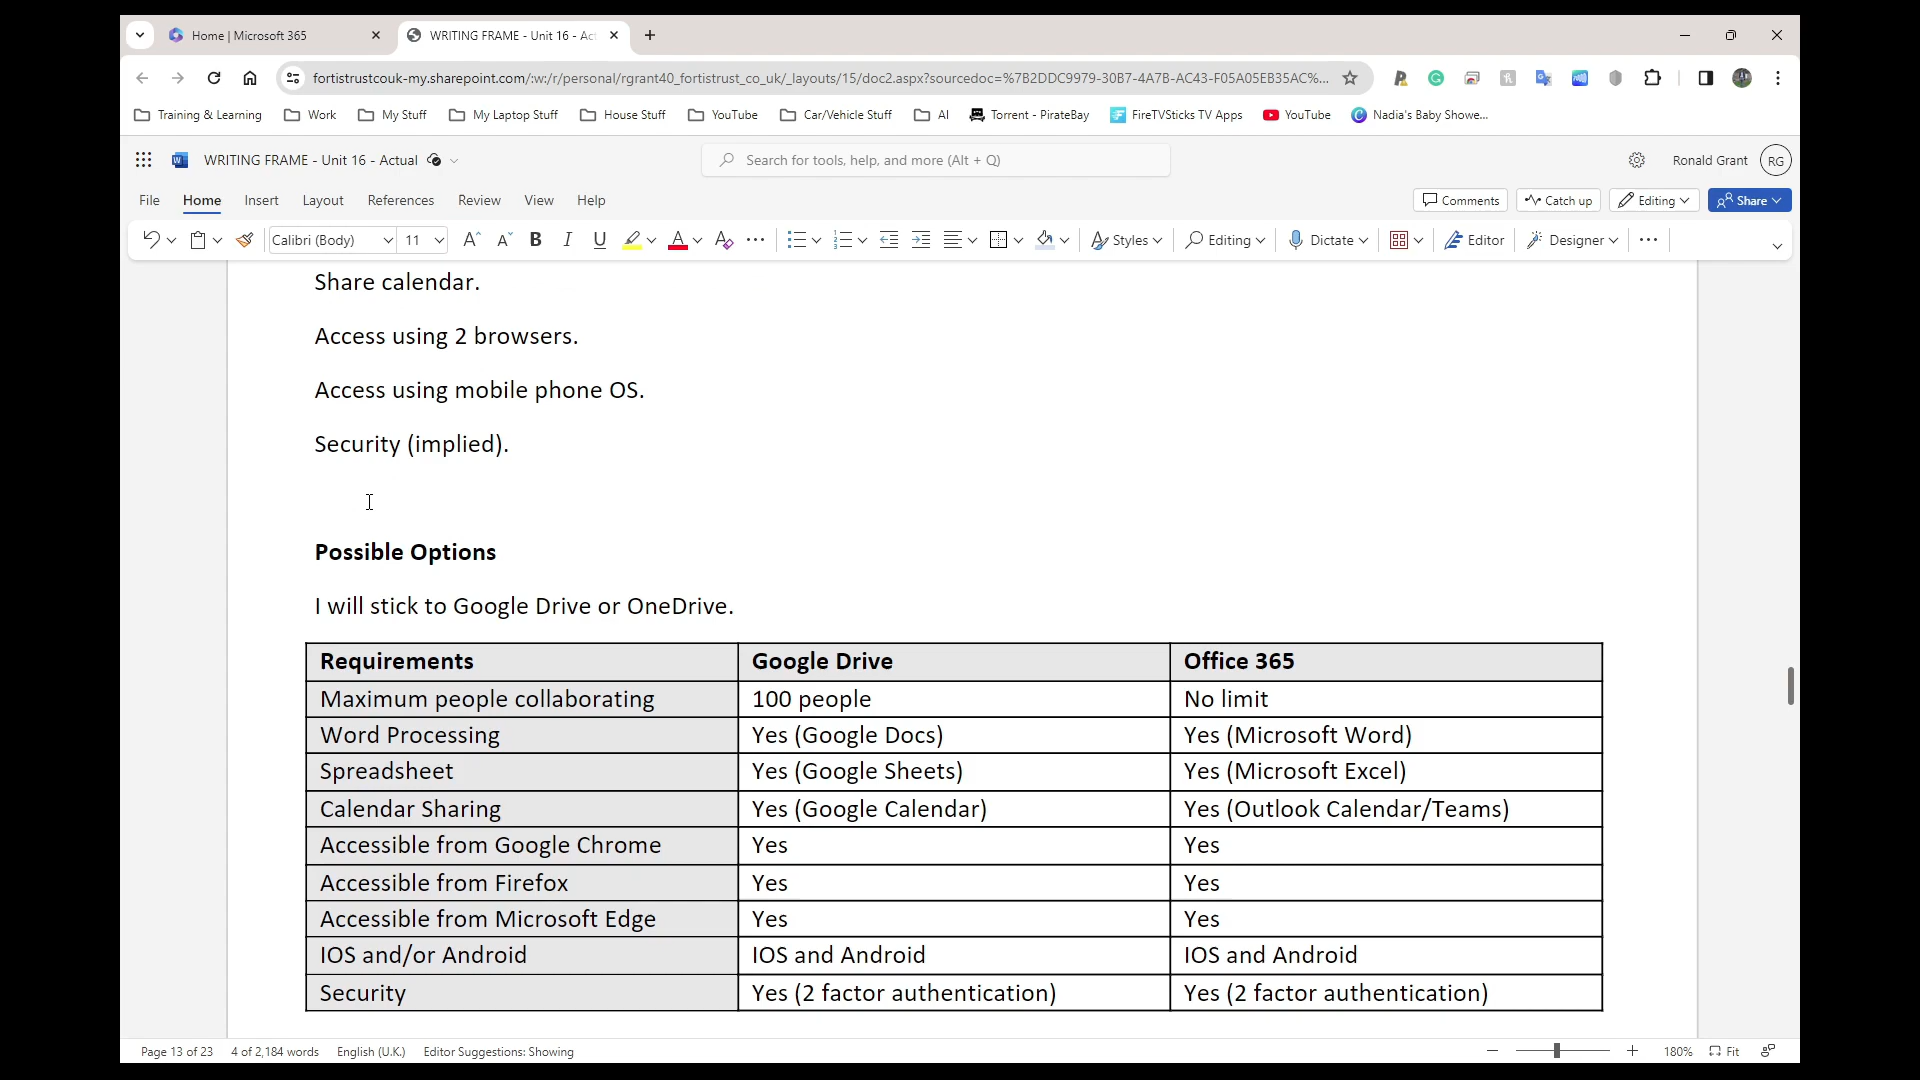 Home | Microsoft 365
WRITING FRAME - Unit 16 - Ac
fortistrustcouk-my.sharepoint.com/:w:/r/personal/rgrant40_fortistrust_co_uk/_layouts/15/doc2.aspx?sourcedoc=%7B2DDC9979-30B7-4A7B-AC43-F05A05EB35AC%...
Training & Learning Work My Stuff My Laptop Stuff House Stuff YouTube Car/Vehicle Stuff AI Torrent - PirateBay FireTVSticks TV Apps YouTube Nadia's Baby Showe...
WRITING FRAME - Unit 16 - Actual
Search for tools, help, and more (Alt + Q)
Ronald Grant RG
File Home Insert Layout References Review View Help
Comments Catch up Editing Share
Calibri (Body) 11 B I U Styles Editing Dictate Editor Designer
Share calendar.
Access using 2 browsers.
Access using mobile phone OS.
Security (implied).
Possible Options
I will stick to Google Drive or OneDrive.
Requirements Google Drive Office 365
Maximum people collaborating 100 people No limit
Word Processing Yes (Google Docs) Yes (Microsoft Word)
Spreadsheet Yes (Google Sheets) Yes (Microsoft Excel)
Calendar Sharing Yes (Google Calendar) Yes (Outlook Calendar/Teams)
Accessible from Google Chrome Yes Yes
Accessible from Firefox Yes Yes
Accessible from Microsoft Edge Yes Yes
IOS and/or Android IOS and Android IOS and Android
Security Yes (2 factor authentication) Yes (2 factor authentication)
Page 13 of 23 4 of 2,184 words English (U.K.) Editor Suggestions: Showing
180% Fit